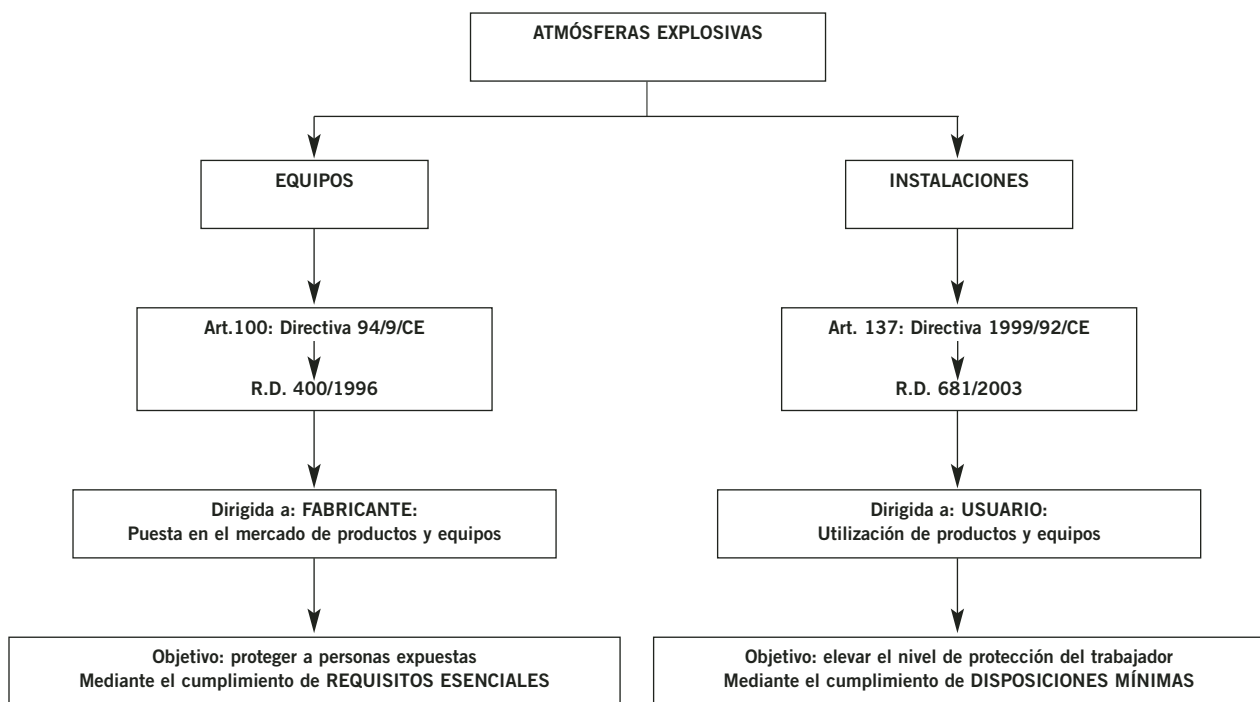 ATMÓSFERAS EXPLOSIVAS
EQUIPOS
INSTALACIONES
Art.100: Directiva 94/9/CE
R.D. 400/1996
Art. 137: Directiva 1999/92/CE
R.D. 681/2003
Dirigida a: FABRICANTE:
Puesta en el mercado de productos y equipos
Dirigida a: USUARIO:
Utilización de productos y equipos
Objetivo: proteger a personas expuestas
Mediante el cumplimiento de REQUISITOS ESENCIALES
Objetivo: elevar el nivel de protección del trabajador
Mediante el cumplimiento de DISPOSICIONES MÍNIMAS